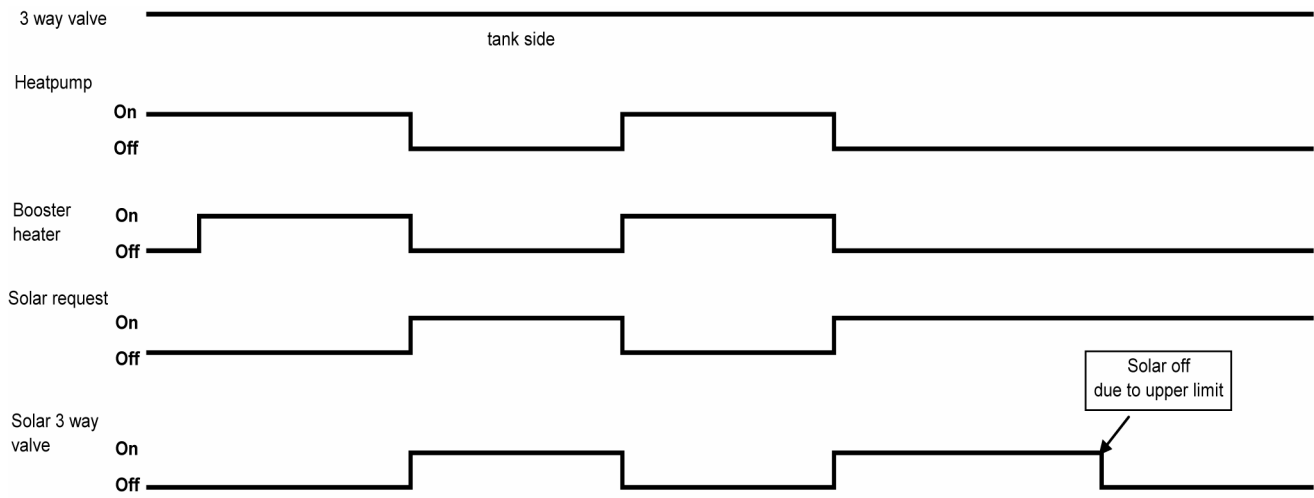 3 way valve
tank side
Heatpump
On
Off
Booster
heater
On
Off
Solar request
On
Off
Solar off
due to upper limit
Solar 3 way
valve
On
Off